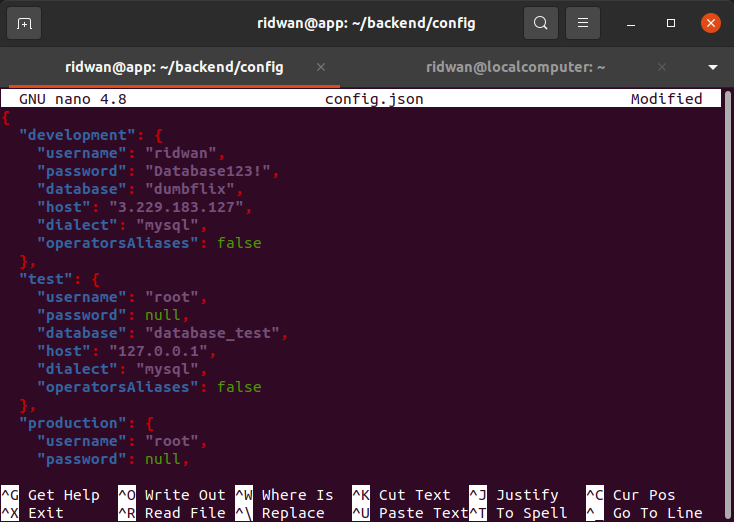 ridwan@app: ~/backend/config
ridwan@app: ~/backend/config × ridwan@localcomputer: ~ ×
GNU nano 4.8 config.json Modified
{
  "development": {
    "username": "ridwan",
    "password": "Database123!",
    "database": "dumbflix",
    "host": "3.229.183.127",
    "dialect": "mysql",
    "operatorsAliases": false
  },
  "test": {
    "username": "root",
    "password": null,
    "database": "database_test",
    "host": "127.0.0.1",
    "dialect": "mysql",
    "operatorsAliases": false
  },
  "production": {
    "username": "root",
    "password": null,
^G Get Help ^O Write Out ^W Where Is ^K Cut Text ^J Justify ^C Cur Pos
^X Exit ^R Read File ^\ Replace ^U Paste Text ^T To Spell ^_ Go To Line